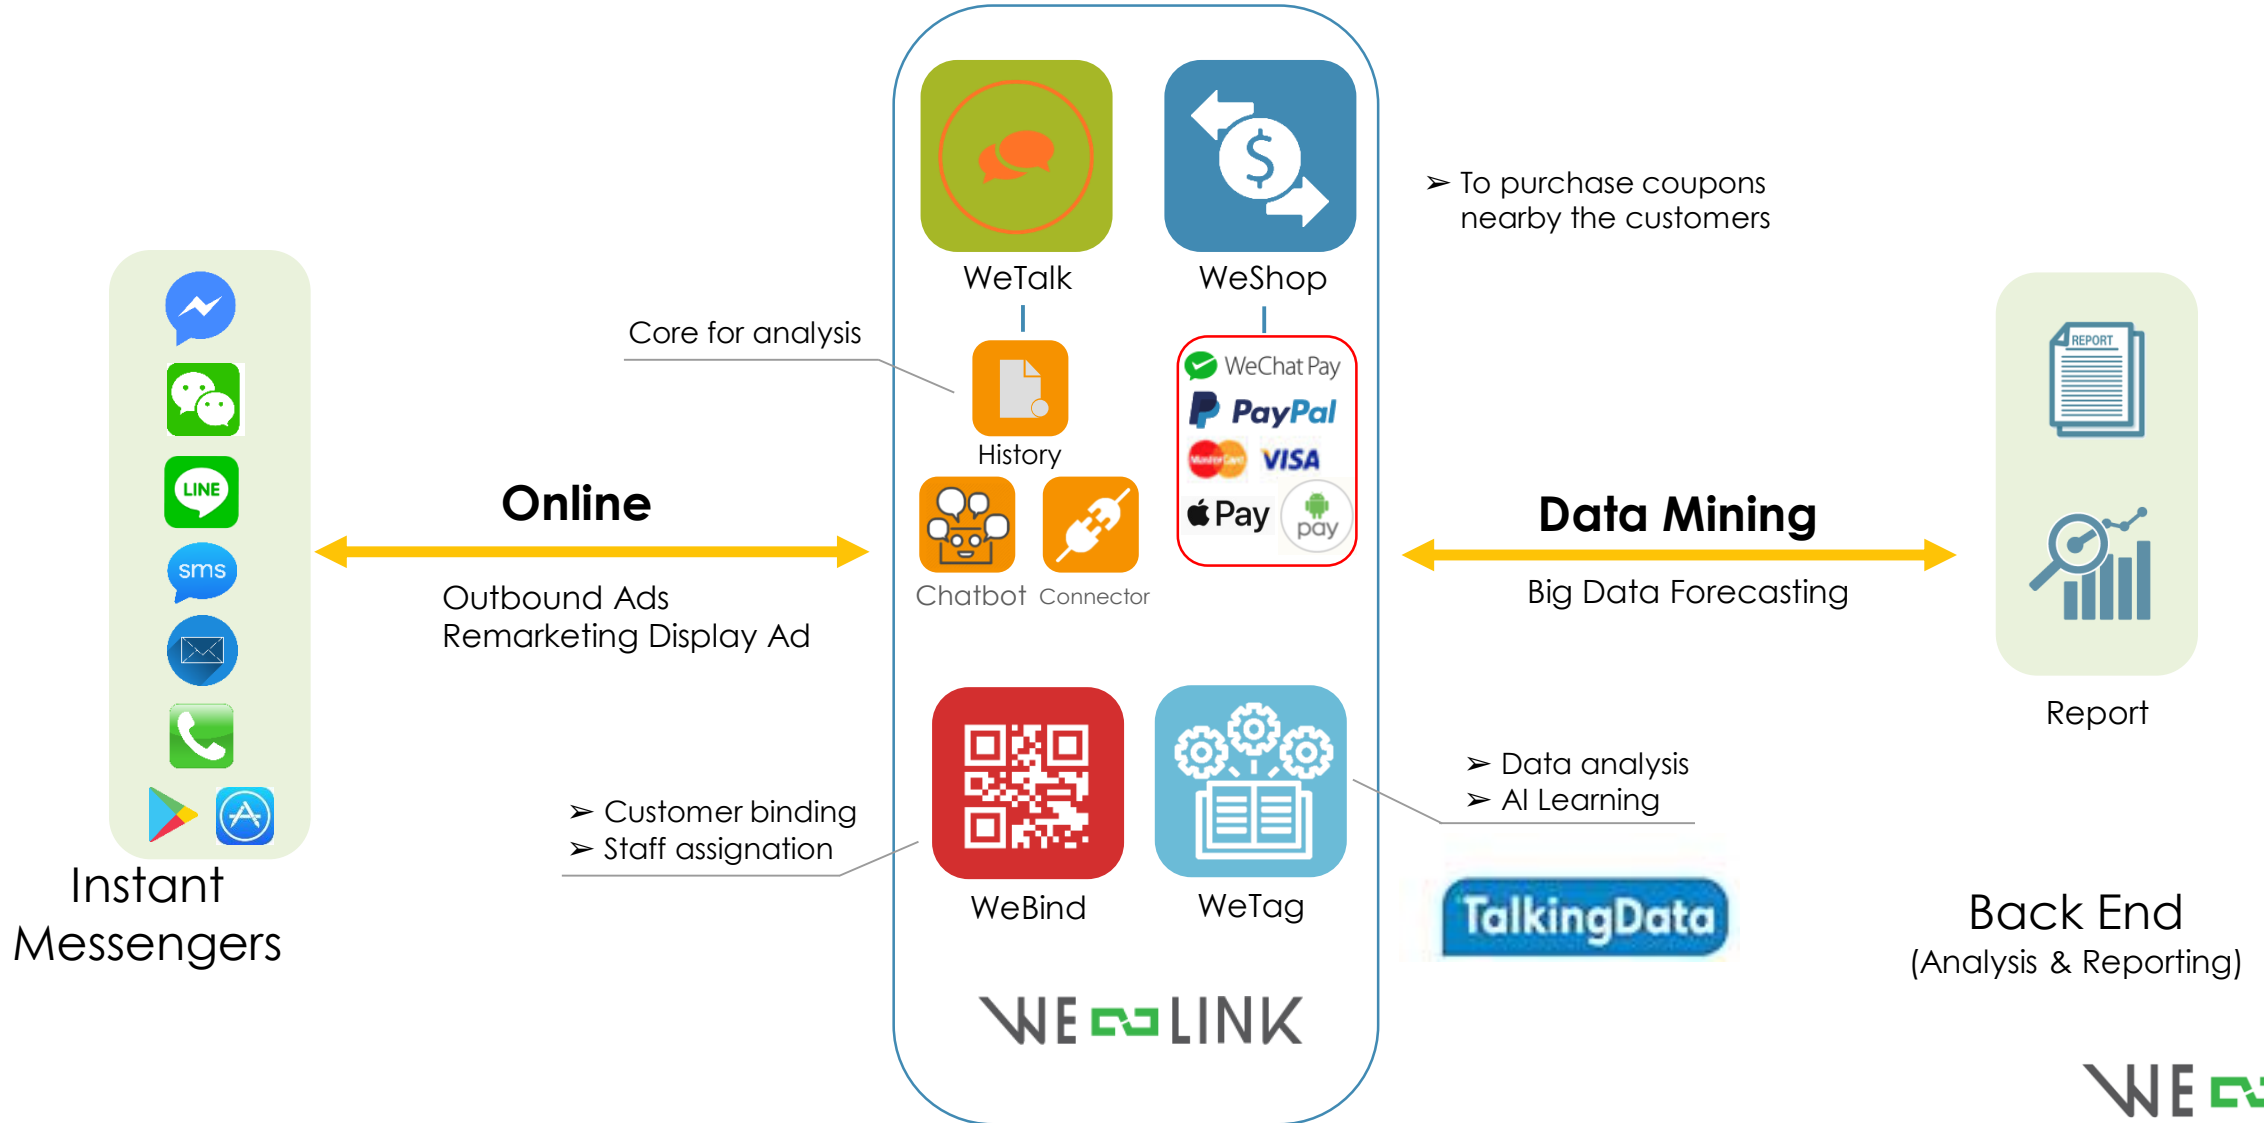 WeTalk
WeShop
➢ To purchase coupons
nearby the customers
Core for analysis
History
Chatbot
Connector
WeChat Pay
PayPal
MasterCard
VISA
Pay
pay
LINE
sms
Instant
Messengers
Online
Outbound Ads
Remarketing Display Ad
➢ Customer binding
➢ Staff assignation
WeBind
WeTag
WE LINK
Data Mining
Big Data Forecasting
➢ Data analysis
➢ AI Learning
TalkingData
REPORT
Report
Back End
(Analysis & Reporting)
WE